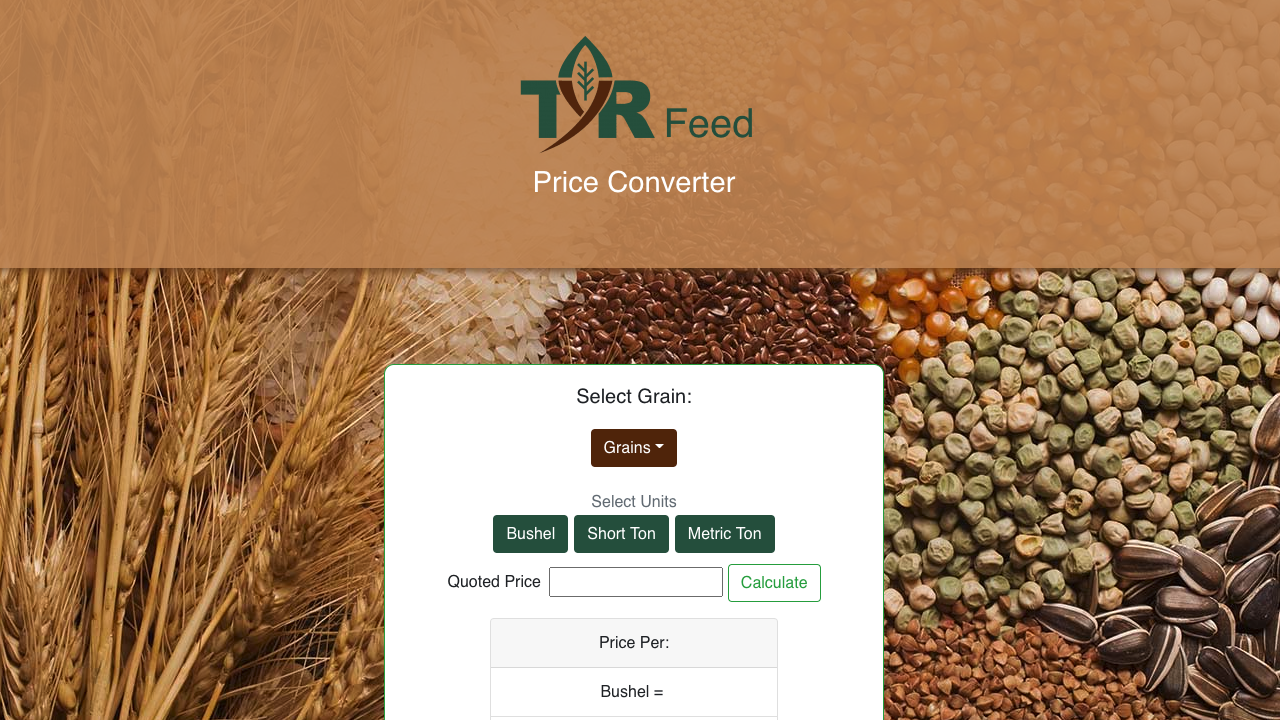 TYR Feed
Price Converter
Select Grain:
Grains
Select Units
Bushel Short Ton Metric Ton
Quoted Price Calculate
Price Per:
Bushel =